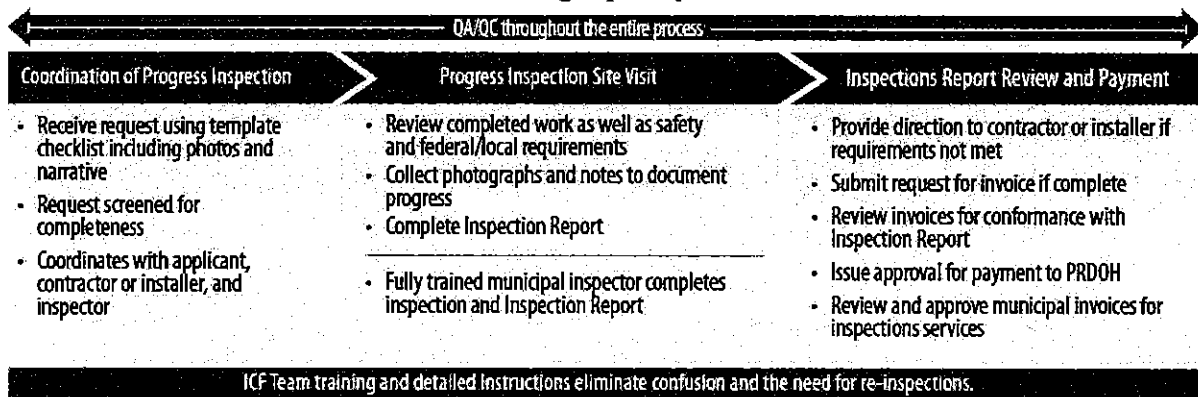 QA/QC throughout the entire process
Coordination of Progress Inspection
• Receive request using template
checklist including photos and
narrative
• Request screened for
completeness
• Coordinates with applicant,
contractor or installer, and
inspector
Progress Inspection Site Visit
• Review completed work as well as safety
and federal/local requirements
• Collect photographs and notes to document
progress
• Complete Inspection Report
• Fully trained municipal inspector completes
inspection and Inspection Report
Inspections Report Review and Payment
• Provide direction to contractor or installer if
requirements not met
• Submit request for invoice if complete
• Review invoices for conformance with
Inspection Report
• Issue approval for payment to PRDOH
• Review and approve municipal invoices for
inspections services
ICF Team training and detailed instructions eliminate confusion and the need for re-inspections.